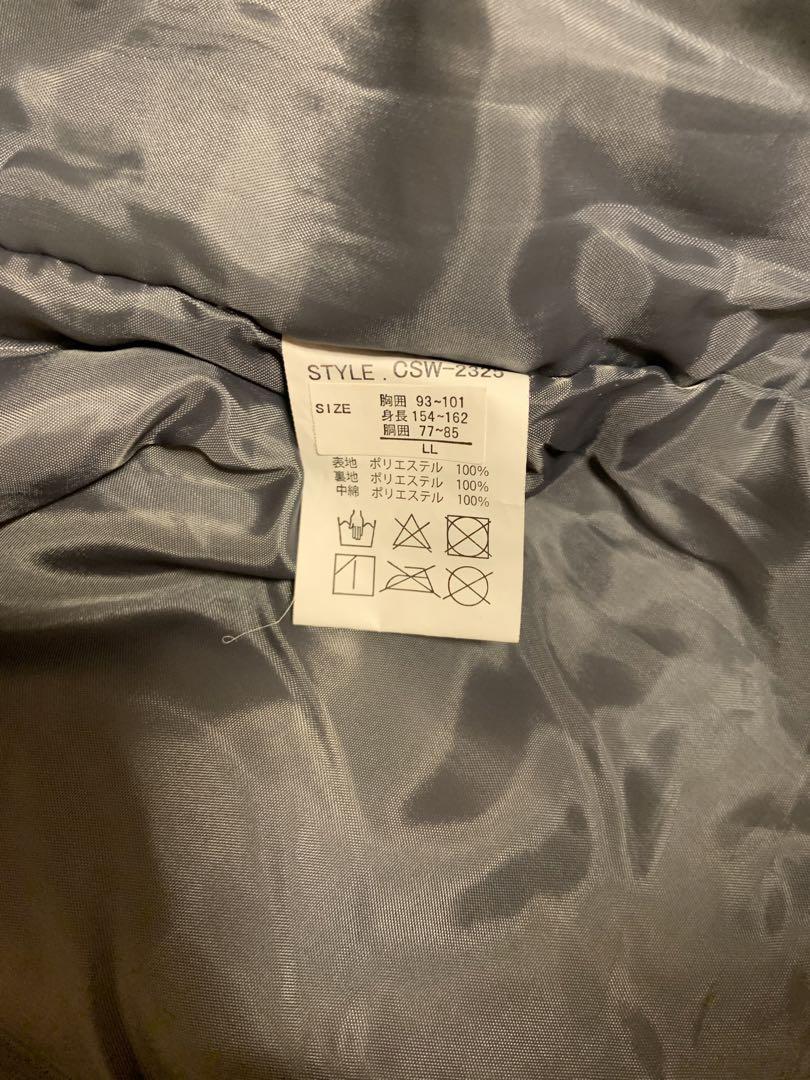 STYLE . CSW-2325
SIZE
胸囲 93~101
身長 154~162
胴囲 77~85
LL
表地 ポリエステル 100%
裏地 ポリエステル 100%
中綿 ポリエステル 100%